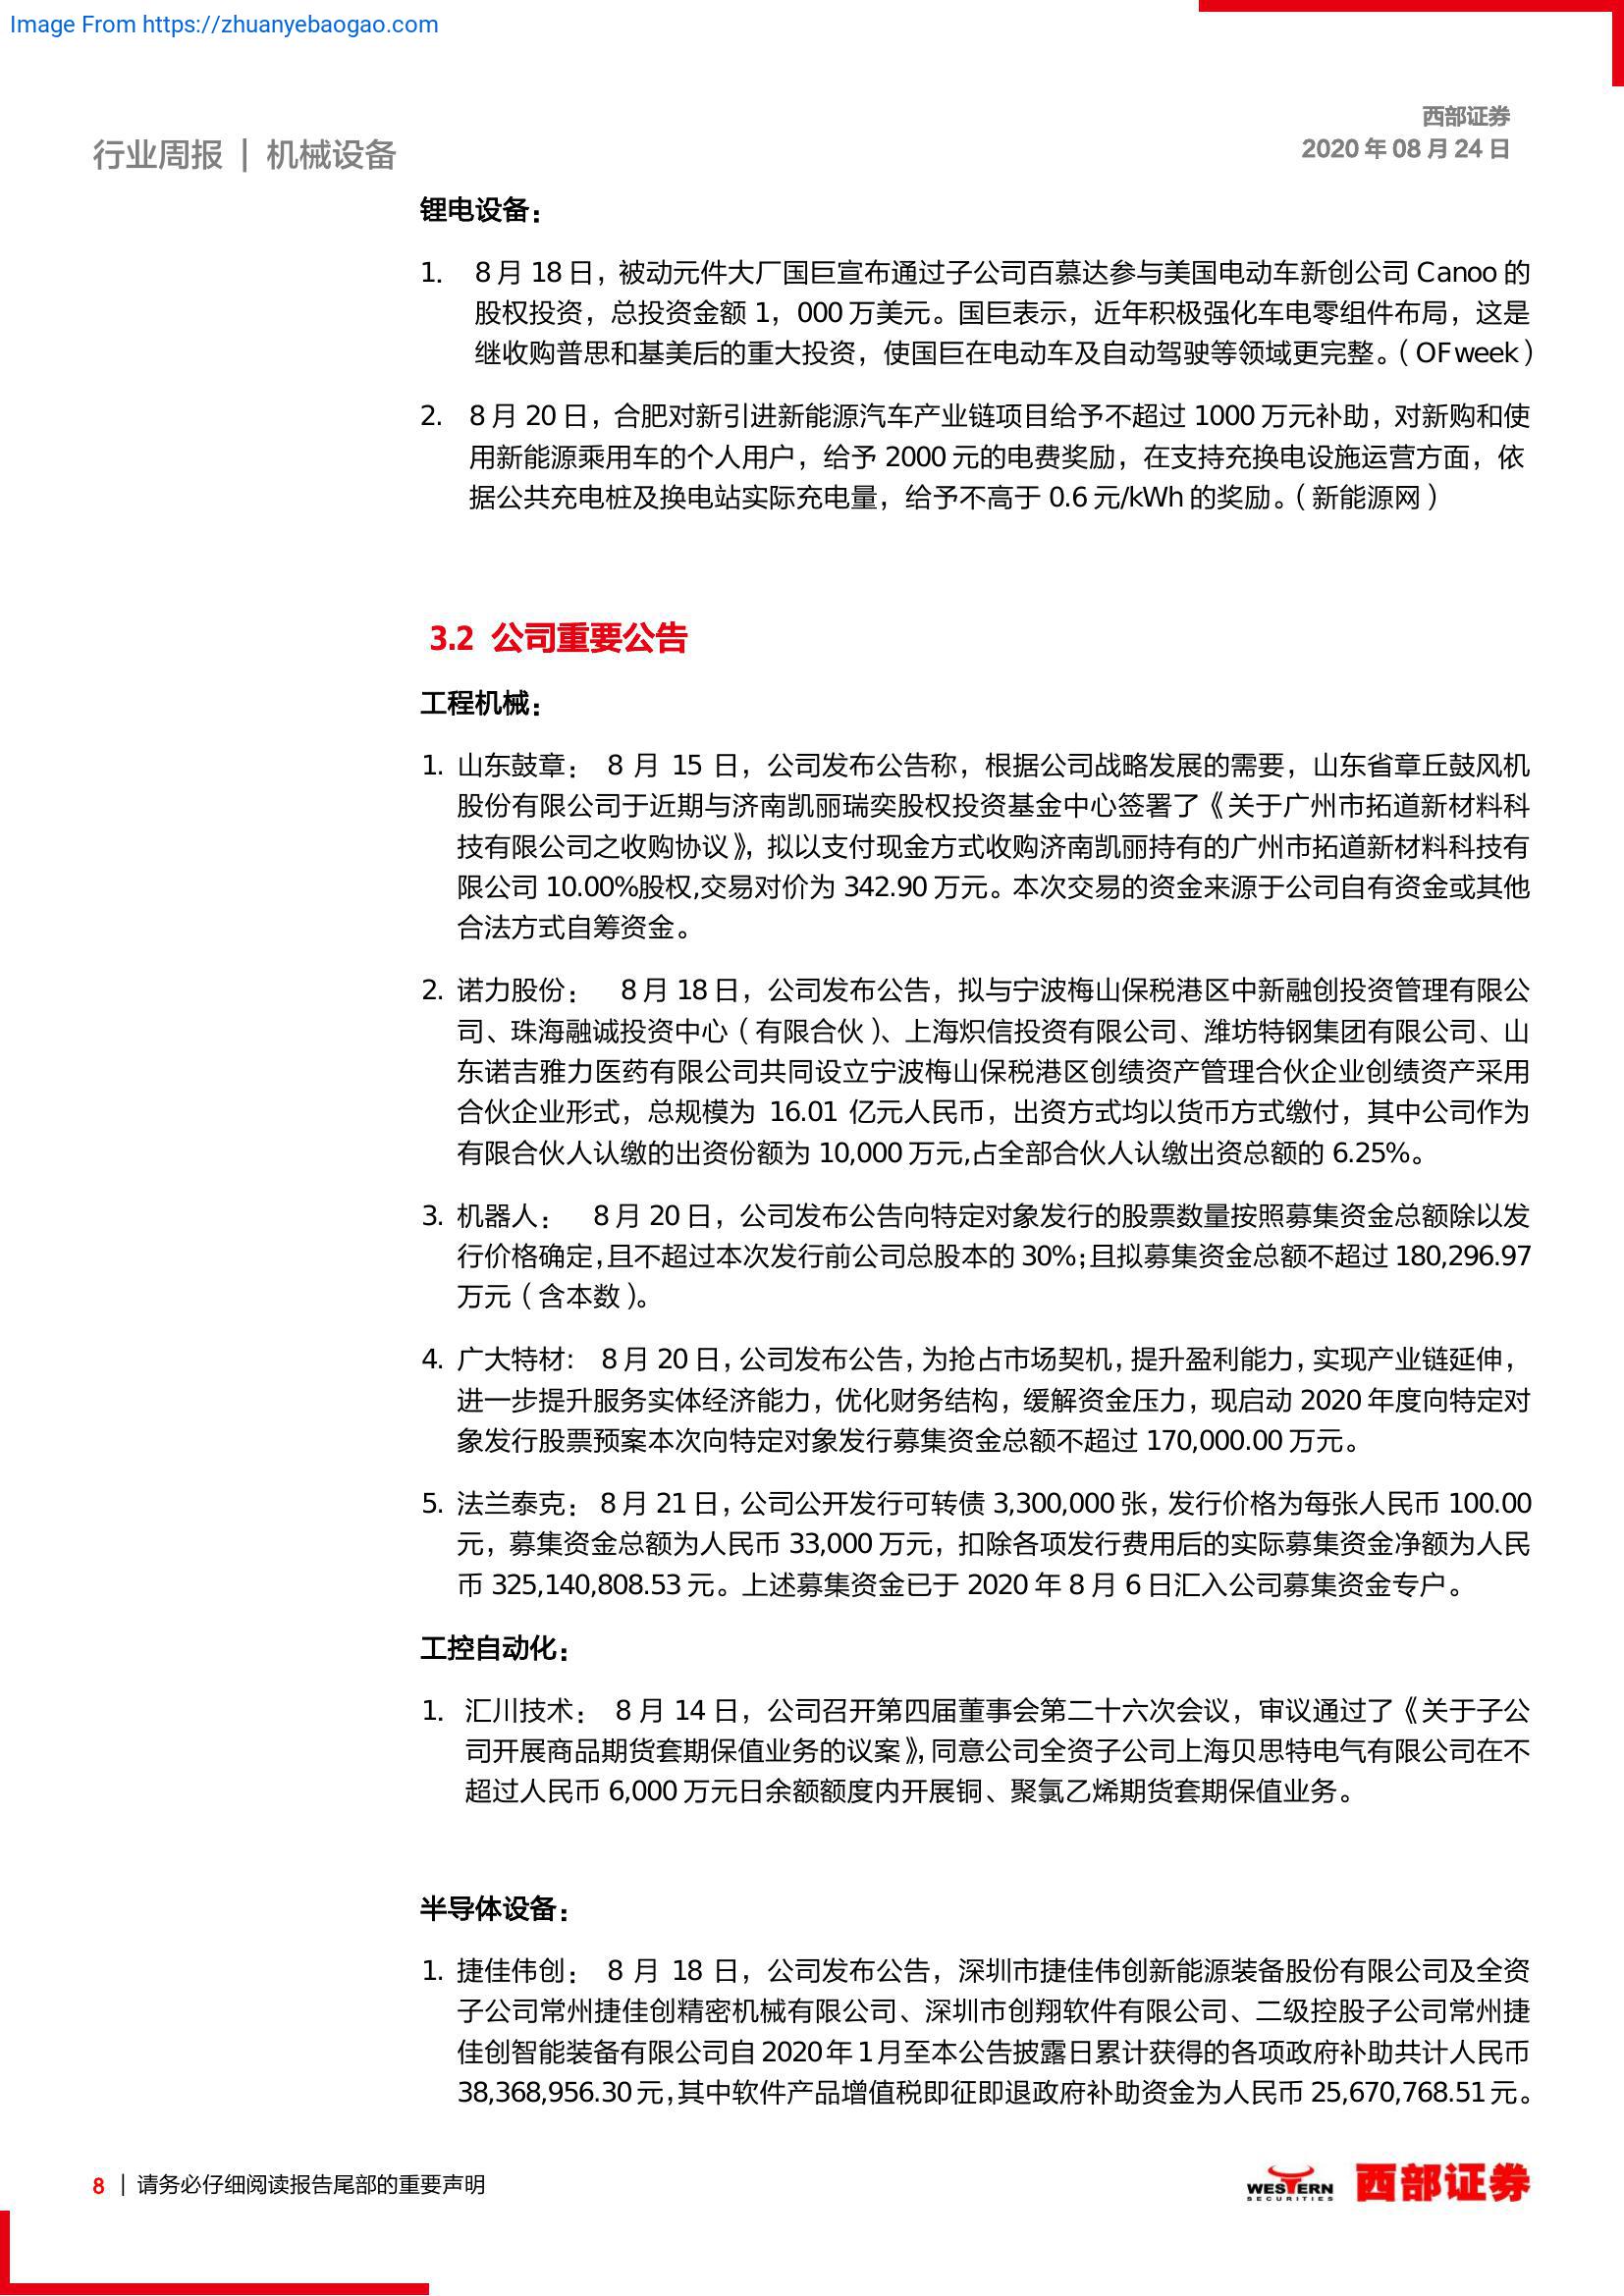 Image From https://zhuanyebaogao.com
西部证券
行业周报 | 机械设备
2020 年 08 月 24 日
锂电设备：
1. 8 月 18 日，被动元件大厂国巨宣布通过子公司百慕达参与美国电动车新创公司 Canoo 的
股权投资，总投资金额 1，000 万美元。国巨表示，近年积极强化车电零组件布局，这是
继收购普思和基美后的重大投资，使国巨在电动车及自动驾驶等领域更完整。（OFweek）
2. 8 月 20 日，合肥对新引进新能源汽车产业链项目给予不超过 1000 万元补助，对新购和使
用新能源乘用车的个人用户，给予 2000 元的电费奖励，在支持充换电设施运营方面，依
据公共充电桩及换电站实际充电量，给予不高于 0.6 元/kWh 的奖励。（新能源网）
3.2 公司重要公告
工程机械：
1. 山东鼓章： 8 月 15 日，公司发布公告称，根据公司战略发展的需要，山东省章丘鼓风机
股份有限公司于近期与济南凯丽瑞奕股权投资基金中心签署了《关于广州市拓道新材料科
技有限公司之收购协议》，拟以支付现金方式收购济南凯丽持有的广州市拓道新材料科技有
限公司 10.00%股权,交易对价为 342.90 万元。本次交易的资金来源于公司自有资金或其他
合法方式自筹资金。
2. 诺力股份： 8 月 18 日，公司发布公告，拟与宁波梅山保税港区中新融创投资管理有限公
司、珠海融诚投资中心（有限合伙）、上海炽信投资有限公司、潍坊特钢集团有限公司、山
东诺吉雅力医药有限公司共同设立宁波梅山保税港区创绩资产管理合伙企业创绩资产采用
合伙企业形式，总规模为 16.01 亿元人民币，出资方式均以货币方式缴付，其中公司作为
有限合伙人认缴的出资份额为 10,000 万元,占全部合伙人认缴出资总额的 6.25%。
3. 机器人： 8 月 20 日，公司发布公告向特定对象发行的股票数量按照募集资金总额除以发
行价格确定,且不超过本次发行前公司总股本的 30%;且拟募集资金总额不超过 180,296.97
万元（含本数）。
4. 广大特材: 8 月 20 日,公司发布公告,为抢占市场契机,提升盈利能力,实现产业链延伸，
进一步提升服务实体经济能力，优化财务结构，缓解资金压力，现启动 2020 年度向特定对
象发行股票预案本次向特定对象发行募集资金总额不超过 170,000.00 万元。
5. 法兰泰克： 8 月 21 日,公司公开发行可转债 3,300,000 张,发行价格为每张人民币 100.00
元，募集资金总额为人民币 33,000 万元，扣除各项发行费用后的实际募集资金净额为人民
币 325,140,808.53 元。上述募集资金已于 2020 年 8 月 6 日汇入公司募集资金专户。
工控自动化：
1. 汇川技术： 8 月 14 日，公司召开第四届董事会第二十六次会议，审议通过了《关于子公
司开展商品期货套期保值业务的议案》,同意公司全资子公司上海贝思特电气有限公司在不
超过人民币 6,000 万元日余额额度内开展铜、聚氯乙烯期货套期保值业务。
半导体设备：
1. 捷佳伟创： 8 月 18 日，公司发布公告，深圳市捷佳伟创新能源装备股份有限公司及全资
子公司常州捷佳创精密机械有限公司、深圳市创翔软件有限公司、二级控股子公司常州捷
佳创智能装备有限公司自 2020 年 1 月至本公告披露日累计获得的各项政府补助共计人民币
38,368,956.30 元,其中软件产品增值税即征即退政府补助资金为人民币 25,670,768.51 元。
8 | 请务必仔细阅读报告尾部的重要声明
WESTERN
SECURITIES
西部证券